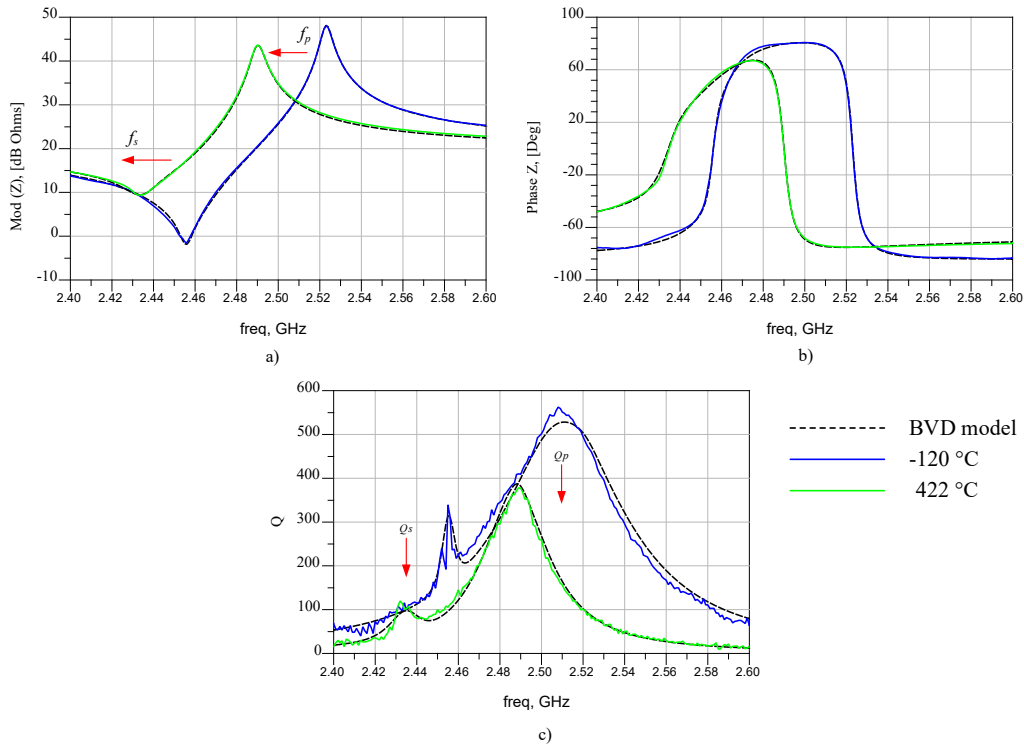 50
40
30
20
10
0
-10
Mod (Z), [dB Ohms]
fp
fs
2.40 2.42 2.44 2.46 2.48 2.50 2.52 2.54 2.56 2.58 2.60
freq, GHz
a)
100
60
20
-20
-60
-100
Phase Z, [Deg]
2.40 2.42 2.44 2.46 2.48 2.50 2.52 2.54 2.56 2.58 2.60
freq, GHz
b)
600
500
400
300
200
100
0
Q
Qs
Qp
2.40 2.42 2.44 2.46 2.48 2.50 2.52 2.54 2.56 2.58 2.60
freq, GHz
c)
BVD model
-120 °C
422 °C